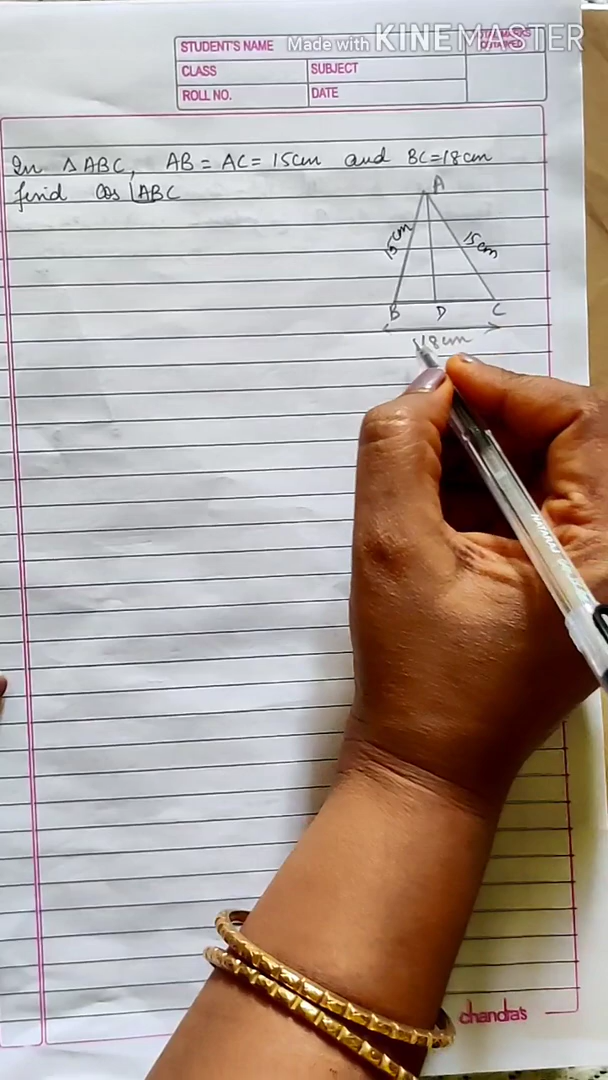 STUDENT'S NAME
Made with KINEMASTER
CLASS
SUBJECT
ROLL NO.
DATE
In △ ABC, AB = AC = 15cm and BC=18cm
find Cos ∠ABC
A
15cm
15cm
B
D
C
18cm
NATARAJ
chandra's